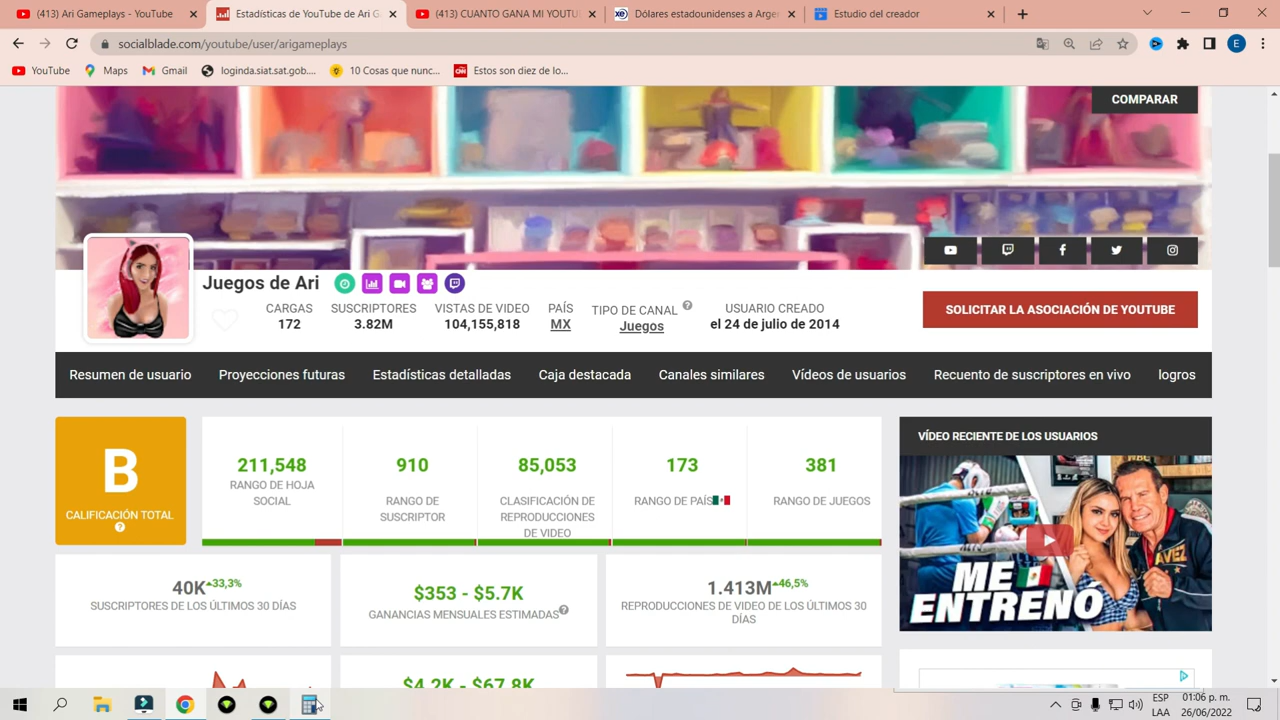 (413) Ari Gameplays - YouTube
Estadísticas de YouTube de Ari G
(413) CUANTO GANA MI YOUTU
Dólares estadounidenses a Arge
Estudio del creador
socialblade.com/youtube/user/arigameplays
E
YouTube
Maps
Gmail
loginda.siat.sat.gob....
10 Cosas que nunc...
Estos son diez de lo...
COMPARAR
Juegos de Ari
CARGAS
172
SUSCRIPTORES
3.82M
VISTAS DE VIDEO
104,155,818
PAÍS
MX
TIPO DE CANAL
Juegos
USUARIO CREADO
el 24 de julio de 2014
SOLICITAR LA ASOCIACIÓN DE YOUTUBE
Resumen de usuario
Proyecciones futuras
Estadísticas detalladas
Caja destacada
Canales similares
Vídeos de usuarios
Recuento de suscriptores en vivo
logros
B
CALIFICACIÓN TOTAL
211,548
RANGO DE HOJA
SOCIAL
910
RANGO DE
SUSCRIPTOR
85,053
CLASIFICACIÓN DE
REPRODUCCIONES
DE VIDEO
173
RANGO DE PAÍS
381
RANGO DE JUEGOS
VÍDEO RECIENTE DE LOS USUARIOS
ME
ENTRENO
40K 33,3%
SUSCRIPTORES DE LOS ÚLTIMOS 30 DÍAS
$353 - $5.7K
GANANCIAS MENSUALES ESTIMADAS
1.413M 46,5%
REPRODUCCIONES DE VIDEO DE LOS ÚLTIMOS 30
DÍAS
$4.2K - $67.8K
ESP
LAA
01:06 p. m.
26/06/2022